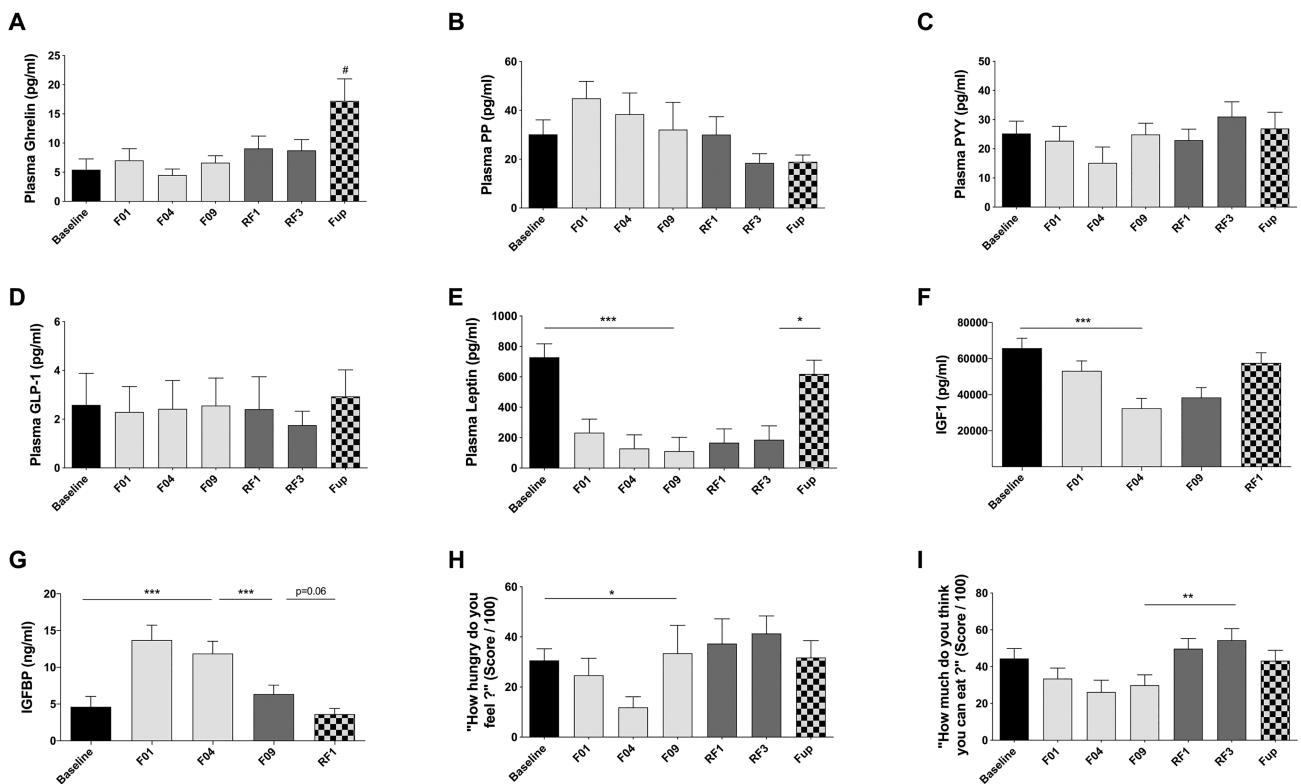 A
Plasma Ghrelin (pg/ml)
25
20
15
10
5
0
#
Baseline
F01
F04
F09
RF1
RF3
Fup
B
Plasma PP (pg/ml)
60
40
20
0
Baseline
F01
F04
F09
RF1
RF3
Fup
C
Plasma PYY (pg/ml)
50
40
30
20
10
0
Baseline
F01
F04
F09
RF1
RF3
Fup
D
Plasma GLP-1 (pg/ml)
6
4
2
0
Baseline
F01
F04
F09
RF1
RF3
Fup
E
Plasma Leptin (pg/ml)
1000
800
600
400
200
0
***
*
Baseline
F01
F04
F09
RF1
RF3
Fup
F
IGF1 (pg/ml)
80000
60000
40000
20000
***
Baseline
F01
F04
F09
RF1
G
IGFBP (ng/ml)
20
15
10
5
0
***
***
p=0.06
Baseline
F01
F04
F09
RF1
H
"How hungry do you
feel ?" (Score / 100)
60
40
20
0
*
Baseline
F01
F04
F09
RF1
RF3
Fup
I
"How much do you think
you can eat ?" (Score / 100)
80
60
40
20
0
**
Baseline
F01
F04
F09
RF1
RF3
Fup